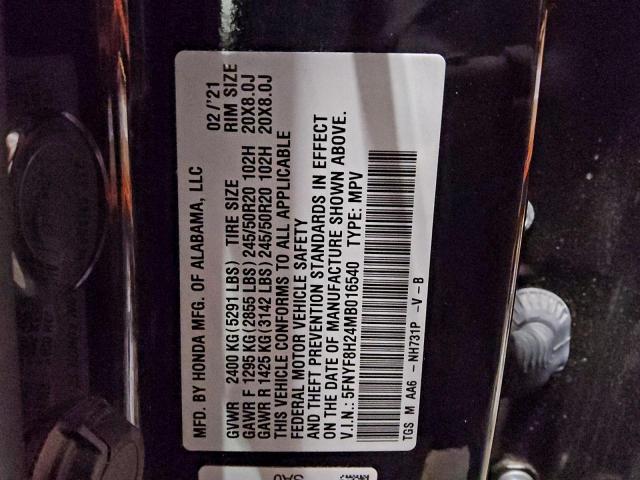 MFD. BY HONDA MFG. OF ALABAMA, LLC 02/'21
GVWR 2400 KG (5291 LBS) TIRE SIZE RIM SIZE
GAWR F 1295 KG (2855 LBS) 245/50R20 102H 20X8.0J
GAWR R 1425 KG (3142 LBS) 245/50R20 102H 20X8.0J
THIS VEHICLE CONFORMS TO ALL APPLICABLE
FEDERAL MOTOR VEHICLE SAFETY
AND THEFT PREVENTION STANDARDS IN EFFECT
ON THE DATE OF MANUFACTURE SHOWN ABOVE.
V.I.N.: 5FNYF8H24MB016540 TYPE: MPV
TGS M AA6 - NH731P -V-B